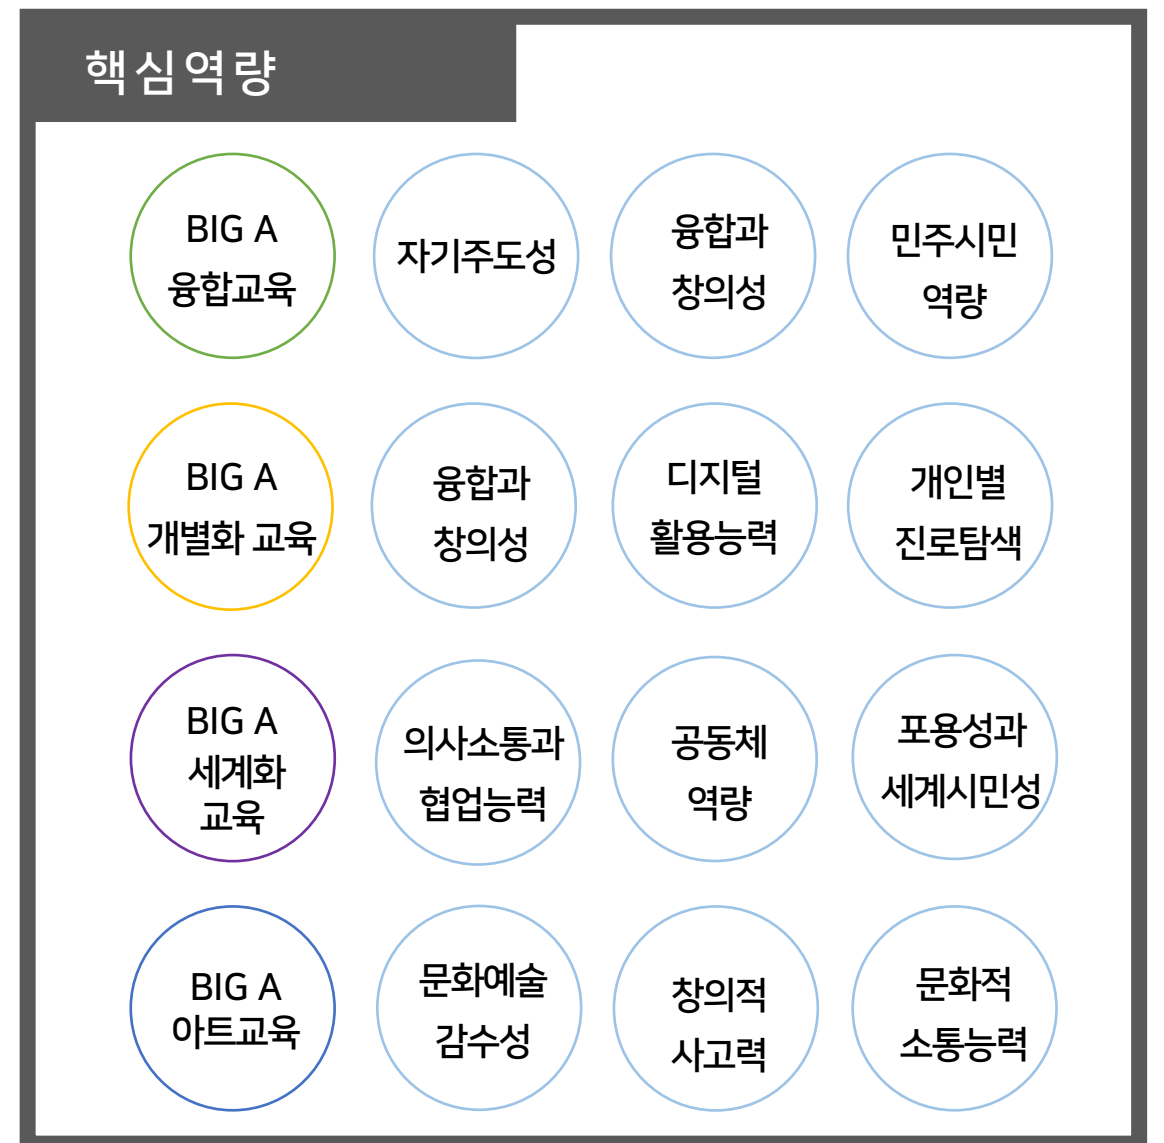 핵심역량
BIG A
융합교육
자기주도성
융합과
창의성
민주시민
역량
BIG A
개별화 교육
융합과
창의성
디지털
활용능력
개인별
진로탐색
BIG A
세계화
교육
의사소통과
협업능력
공동체
역량
포용성과
세계시민성
BIG A
아트교육
문화예술
감수성
창의적
사고력
문화적
소통능력